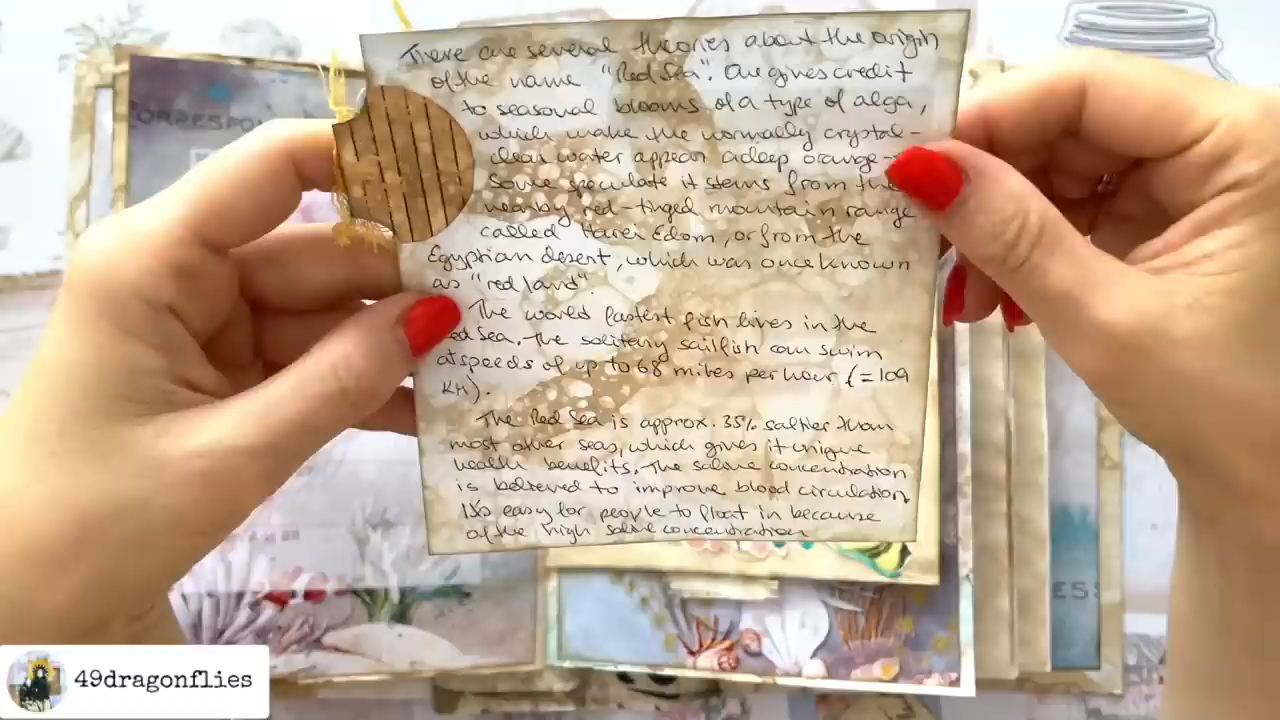 There are several theories about the origin
of the name "Red Sea". One gives credit
to seasonal blooms of a type of alga,
which make the normally crystal-
clear water appear a deep orange-
Some speculate it stems from the
nearby red-tinged mountain range
called Harei Edom, or from the
Egyptian desert, which was once known
as "red land".
The world fastest fish lives in the
Red Sea. The solitary sailfish can swim
at speeds of up to 68 miles per hour (=109
KM).
The Red Sea is approx. 35% saltier than
most other seas, which gives it unique
health benefits. The saline concentration
is believed to improve blood circulation.
It's easy for people to float in because
of the high saline concentration
CORRESPO
ES
49dragonflies